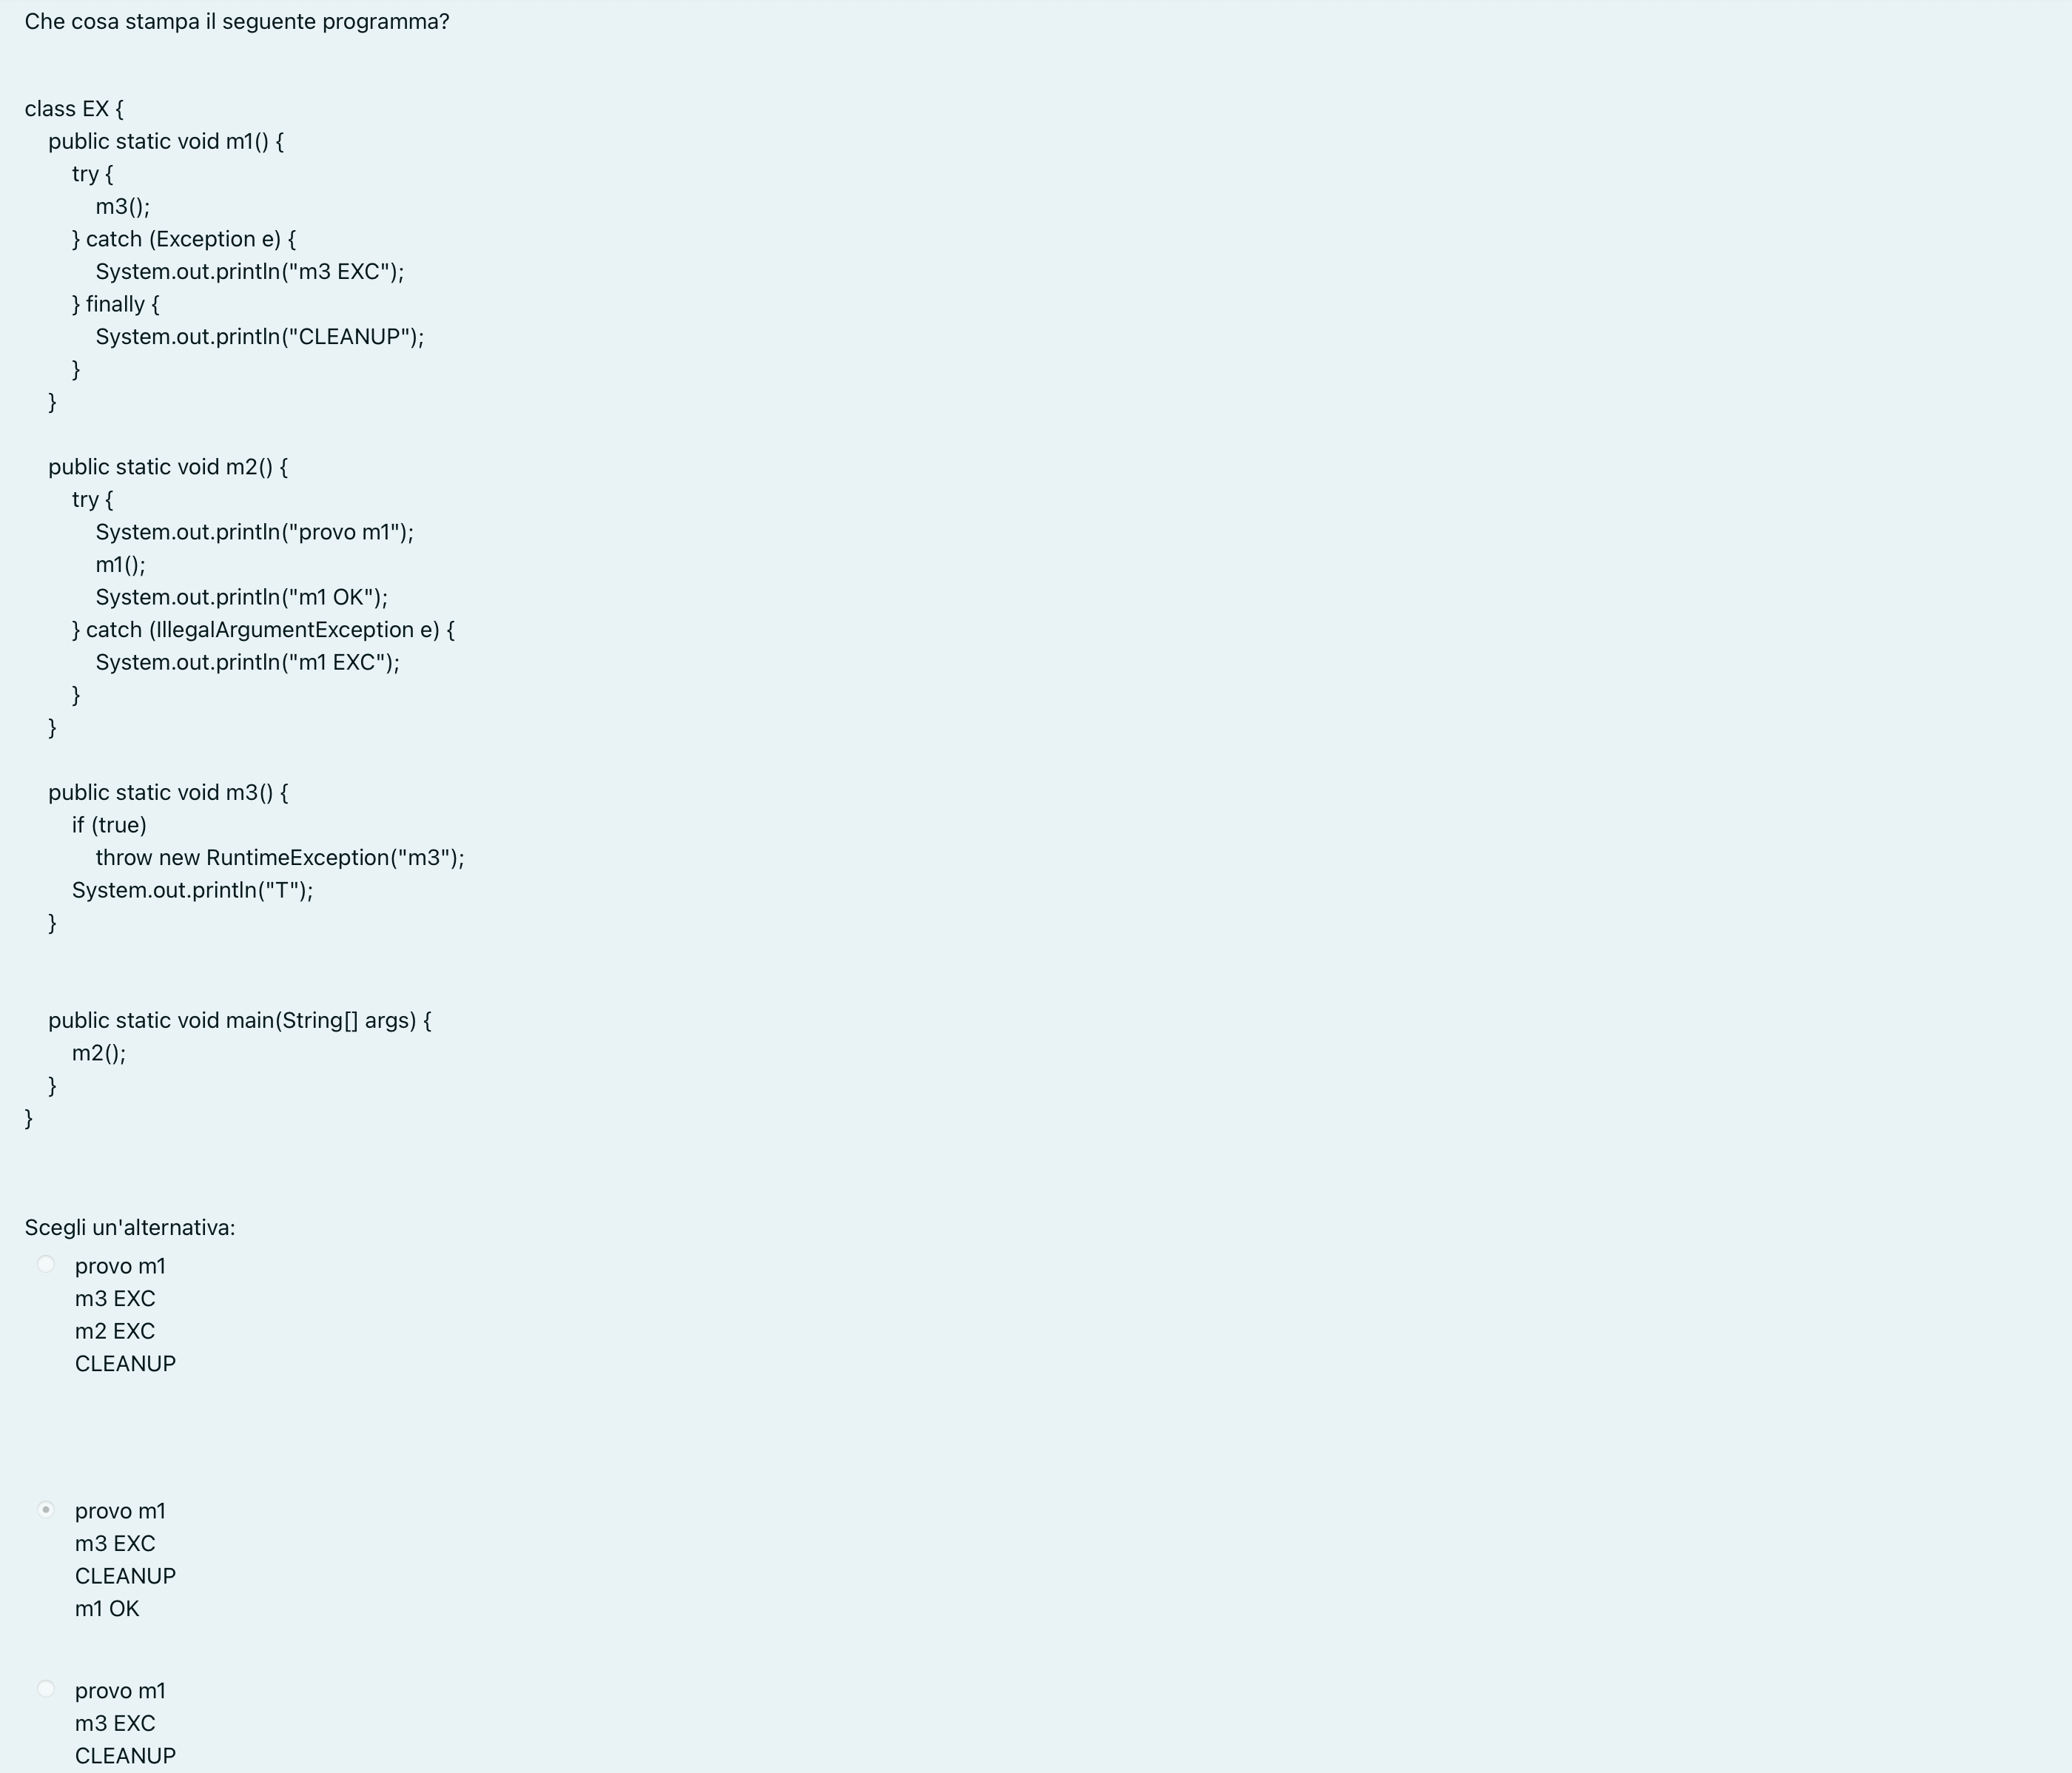 Che cosa stampa il seguente programma?
class EX {
public static void m1() {
try {
m3();
} catch (Exception e) {
System.out.println("m3 EXC");
} finally {
System.out.println("CLEANUP");
}
}
public static void m2() {
try {
System.out.println("provo m1");
m1();
System.out.println("m1 OK");
} catch (IllegalArgumentException e) {
System.out.println("m1 EXC");
}
}
public static void m3() {
if (true)
throw new RuntimeException("m3");
System.out.println("T");
}
public static void main(String[] args) {
m2();
}
}
Scegli un'alternativa:
provo m1
m3 EXC
m2 EXC
CLEANUP
provo m1
m3 EXC
CLEANUP
m1 OK
provo m1
m3 EXC
CLEANUP